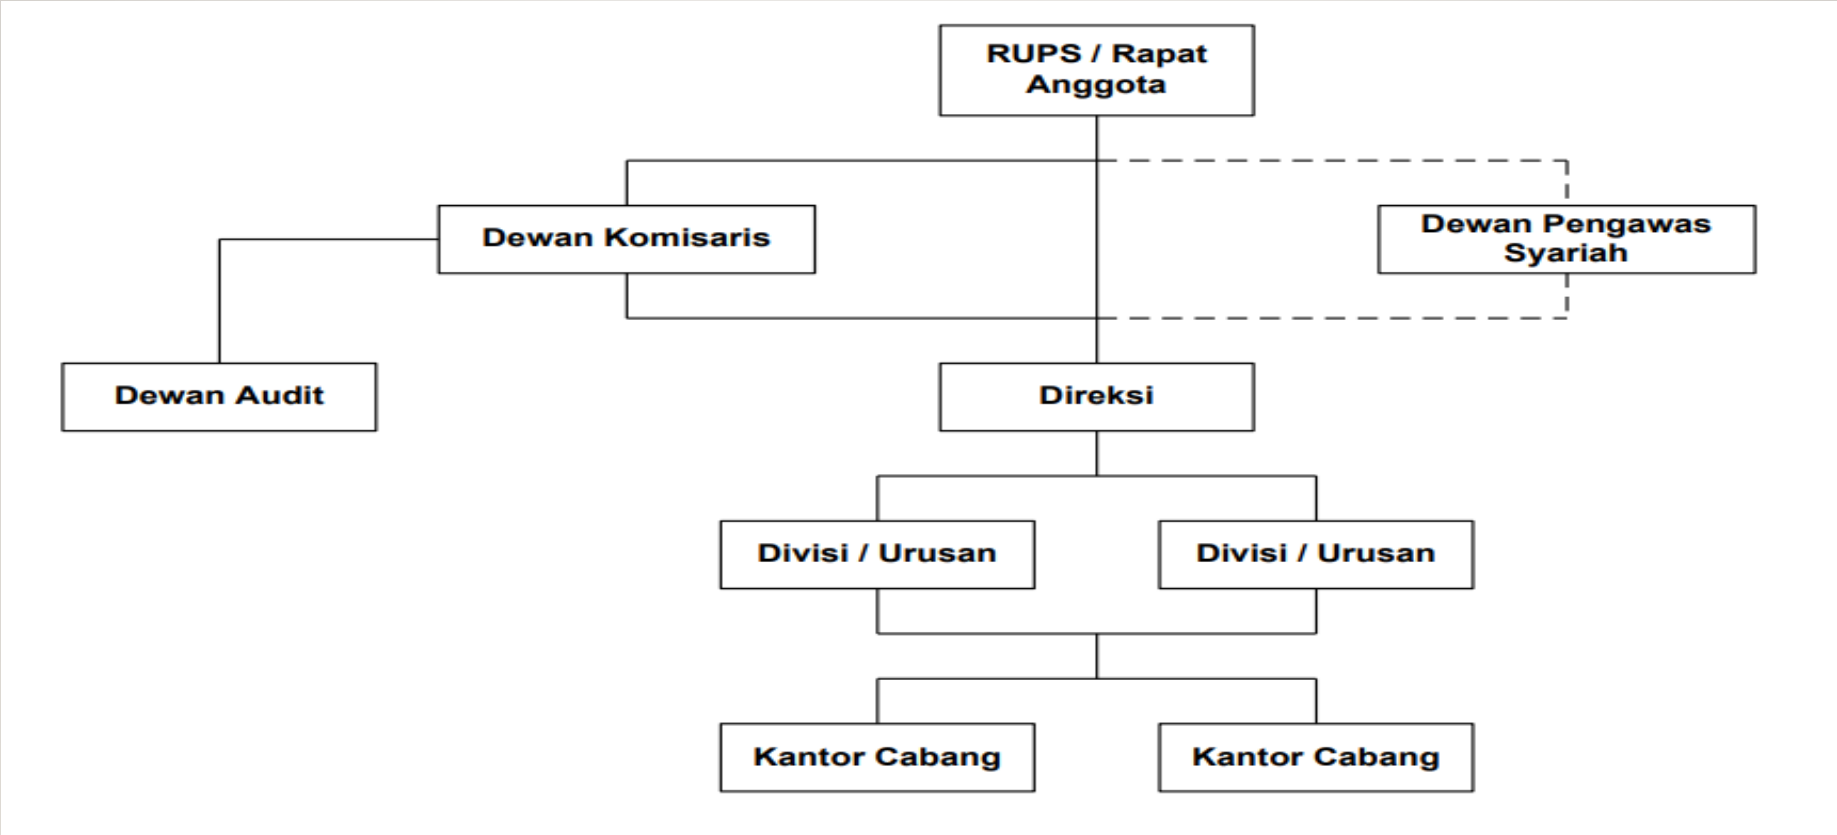 RUPS / Rapat
Anggota
Dewan Komisaris
Dewan Pengawas
Syariah
Dewan Audit
Direksi
Divisi / Urusan
Divisi / Urusan
Kantor Cabang
Kantor Cabang